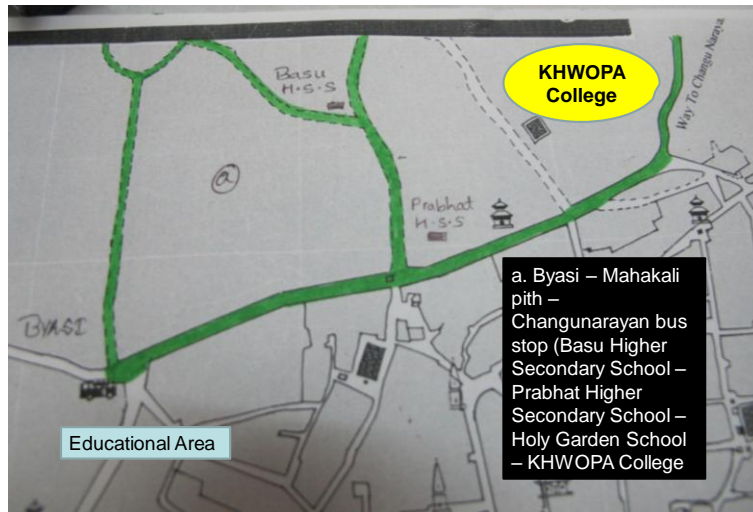 Basu
H.S.S
KHWOPA
College
Way To Changu Naraya
a
Prabhat
H.S.S
BYASI
a. Byasi – Mahakali
pith –
Changunarayan bus
stop (Basu Higher
Secondary School –
Prabhat Higher
Secondary School –
Holy Garden School
– KHWOPA College
Educational Area